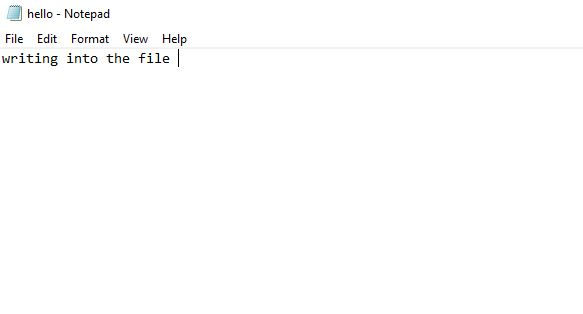 hello - Notepad
File Edit Format View Help
writing into the file